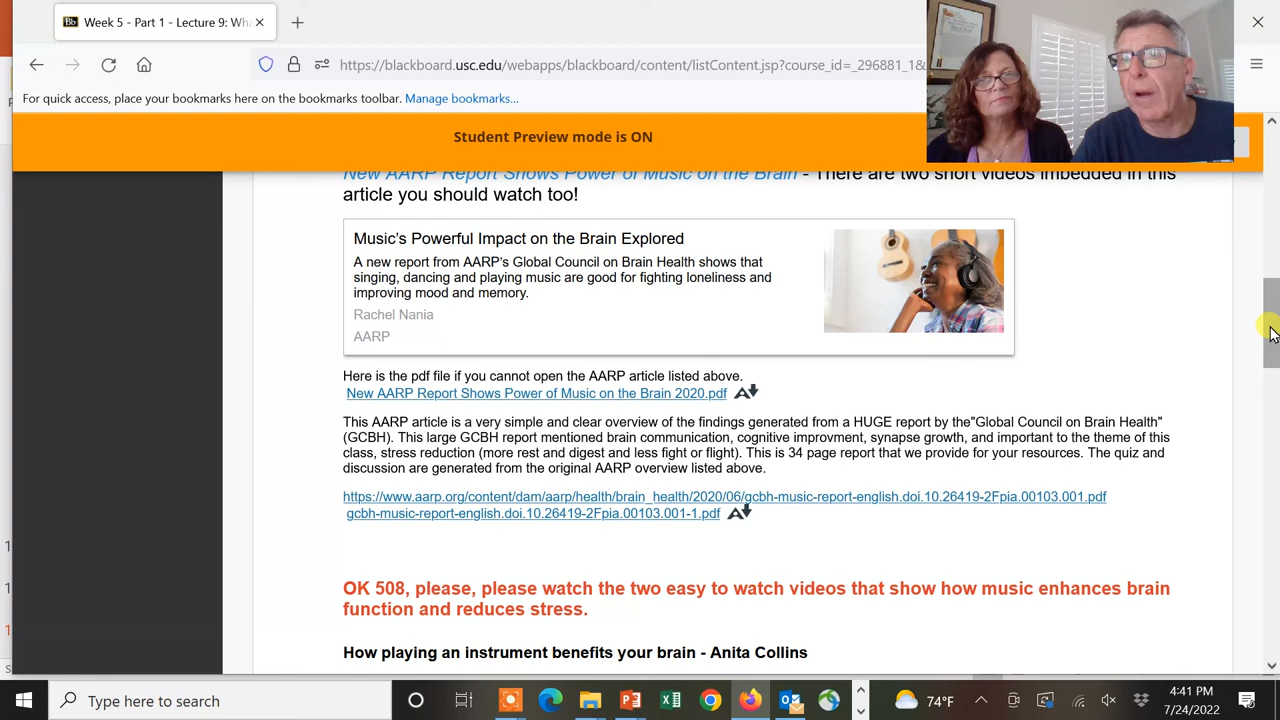 Week 5 - Part 1 - Lecture 9: Wha
https://blackboard.usc.edu/webapps/blackboard/content/listContent.jsp?course_id=_296881_1&
For quick access, place your bookmarks here on the bookmarks toolbar. Manage bookmarks...
Student Preview mode is ON
New AARP Report Shows Power of Music on the Brain - There are two short videos imbedded in this
article you should watch too!
Music's Powerful Impact on the Brain Explored
A new report from AARP's Global Council on Brain Health shows that
singing, dancing and playing music are good for fighting loneliness and
improving mood and memory.
Rachel Nania
AARP
Here is the pdf file if you cannot open the AARP article listed above.
New AARP Report Shows Power of Music on the Brain 2020.pdf
This AARP article is a very simple and clear overview of the findings generated from a HUGE report by the"Global Council on Brain Health"
(GCBH). This large GCBH report mentioned brain communication, cognitive improvment, synapse growth, and important to the theme of this
class, stress reduction (more rest and digest and less fight or flight). This is 34 page report that we provide for your resources. The quiz and
discussion are generated from the original AARP overview listed above.
https://www.aarp.org/content/dam/aarp/health/brain_health/2020/06/gcbh-music-report-english.doi.10.26419-2Fpia.00103.001.pdf
gcbh-music-report-english.doi.10.26419-2Fpia.00103.001-1.pdf
OK 508, please, please watch the two easy to watch videos that show how music enhances brain
function and reduces stress.
How playing an instrument benefits your brain - Anita Collins
Type here to search
74°F
4:41 PM
7/24/2022